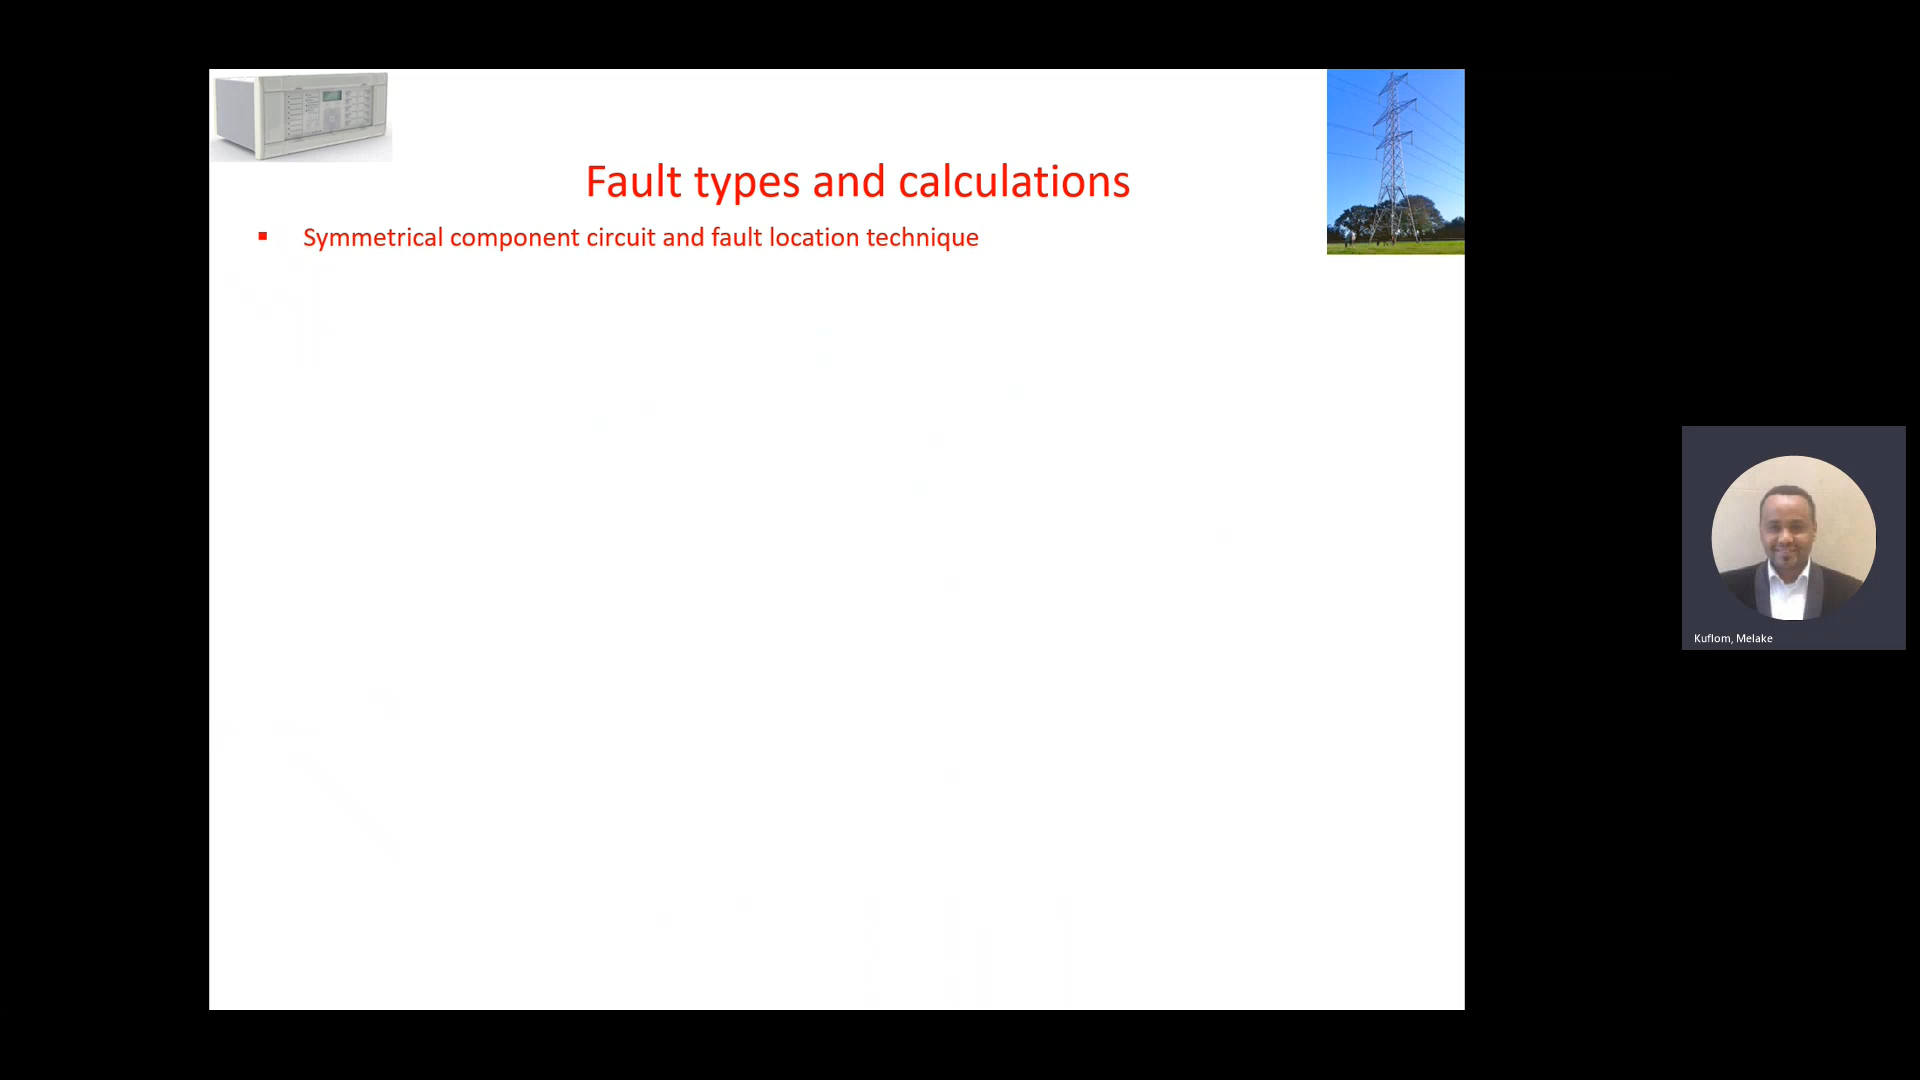 Fault types and calculations
▪ Symmetrical component circuit and fault location technique
Kuflom, Melake